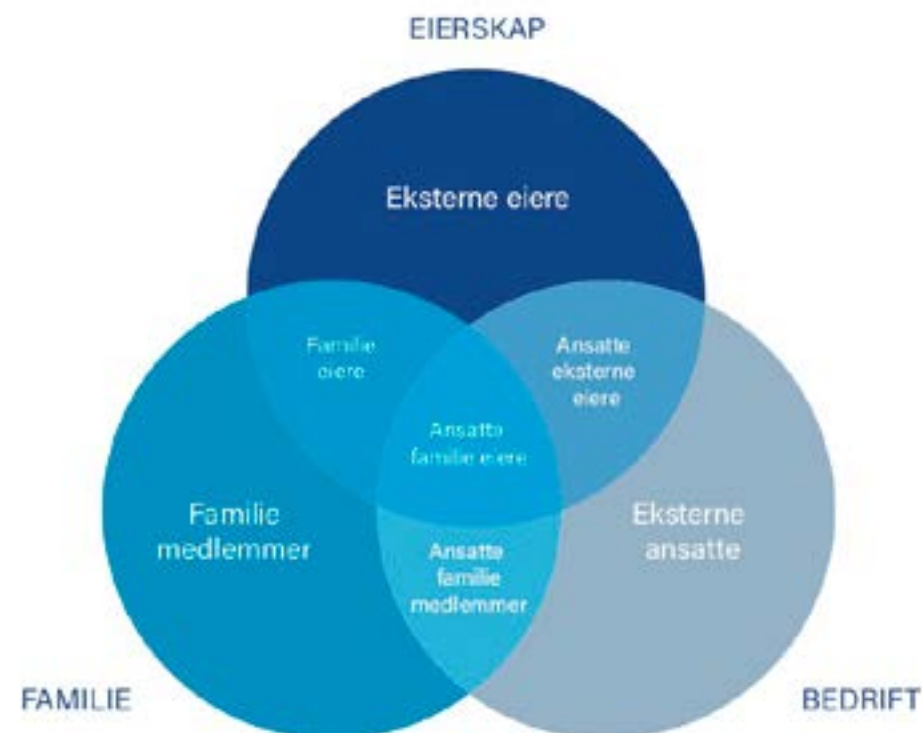 EIERSKAP
Eksterne eiere
Familie
eiere
Ansatte
eksterne
eiere
Ansatte
familie eiere
Familie
medlemmer
Eksterne
ansatte
Ansatte
familie
medlemmer
FAMILIE
BEDRIFT